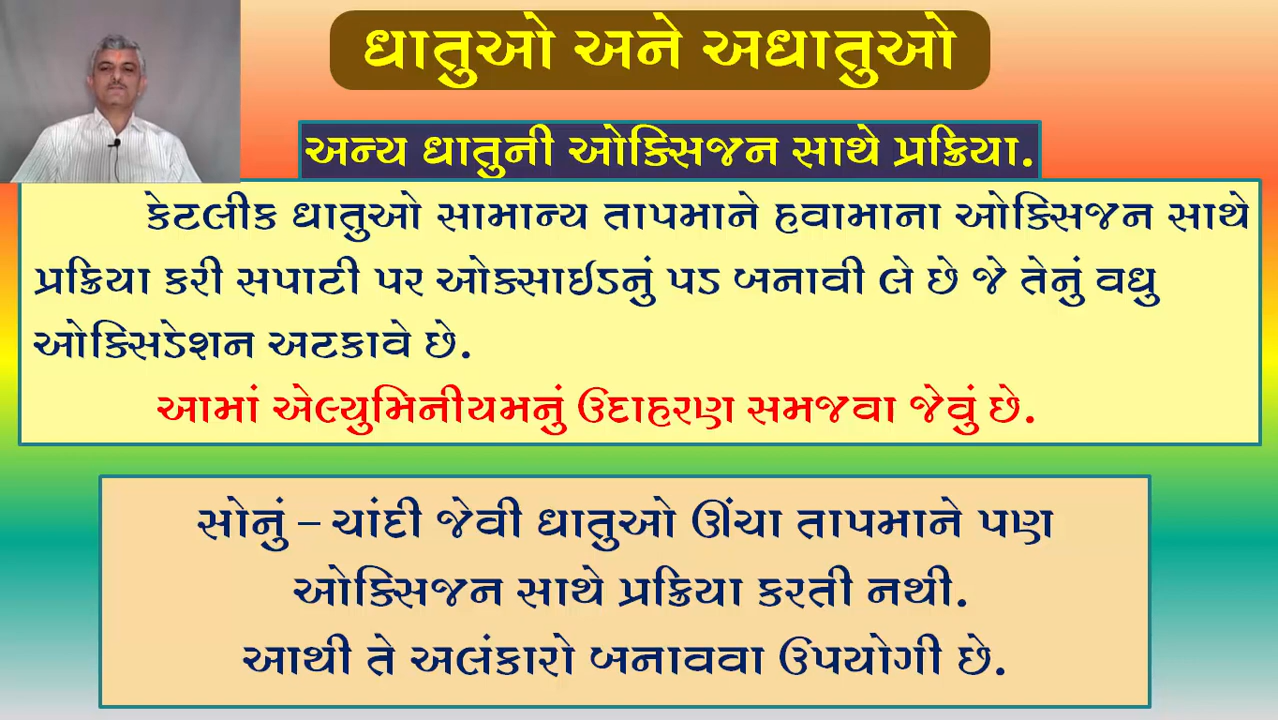 ધાતુઓ અને અધાતુઓ
અન્ય ધાતુની ઓક્સિજન સાથે પ્રક્રિયા.
કેટલીક ધાતુઓ સામાન્ય તાપમાને હવામાના ઓક્સિજન સાથે
પ્રક્રિયા કરી સપાટી પર ઓક્સાઇડનું પડ બનાવી લે છે જે તેનું વધુ
ઓક્સિડેશન અટકાવે છે.
આમાં એલ્યુમિનીયમનું ઉદાહરણ સમજવા જેવું છે.
સોનું – ચાંદી જેવી ધાતુઓ ઊંચા તાપમાને પણ
ઓક્સિજન સાથે પ્રક્રિયા કરતી નથી.
આથી તે અલંકારો બનાવવા ઉપયોગી છે.